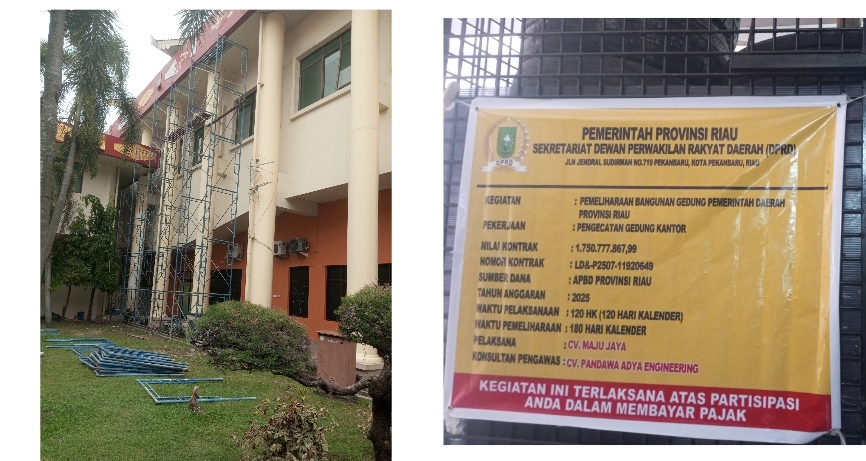 PEMERINTAH PROVINSI RIAU
SEKRETARIAT DEWAN PERWAKILAN RAKYAT DAERAH (DPRD)
JLN JENDRAL SUDIRMAN NO.719 PEKANBARU, KOTA PEKANBARU, RIAU
DPRD
KEGIATAN : PEMELIHARAAN BANGUNAN GEDUNG PEMERINTAH DAERAH
PROVINSI RIAU
PEKERJAAN : PENGECATAN GEDUNG KANTOR
MILAI KONTRAK : 1.750.777.867,99
NOMOR KONTRAK : LD&-P2507-11920649
SUMBER DANA : APBD PROVINSI RIAU
TAHUN ANGGARAN : 2025
WAKTU PELAKSANAAN : 120 HK (120 HARI KALENDER)
WAKTU PEMELIHARAAN : 180 HARI KALENDER
PELAKSANA : CV. MAJU JAYA
KONSULTAN PENGAWAS : CV. PANDAWA ADYA ENGINEERING
KEGIATAN INI TERLAKSANA ATAS PARTISIPASI
ANDA DALAM MEMBAYAR PAJAK